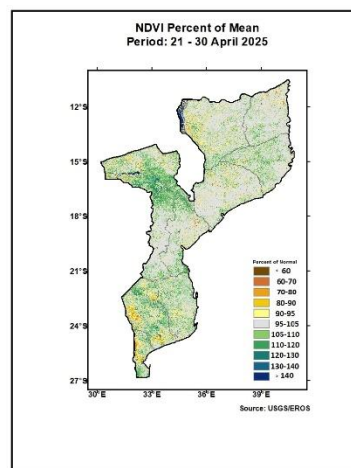 NDVI Percent of Mean
Period: 21 - 30 April 2025
12°S
15°S
18°S
21°S
24°S
27°S
30°E
33°E
36°E
39°E
Percent of Normal
- 60
60-70
70-80
80-90
90-95
95-105
105-110
110-120
120-130
130-140
- 140
Source: USGS/EROS